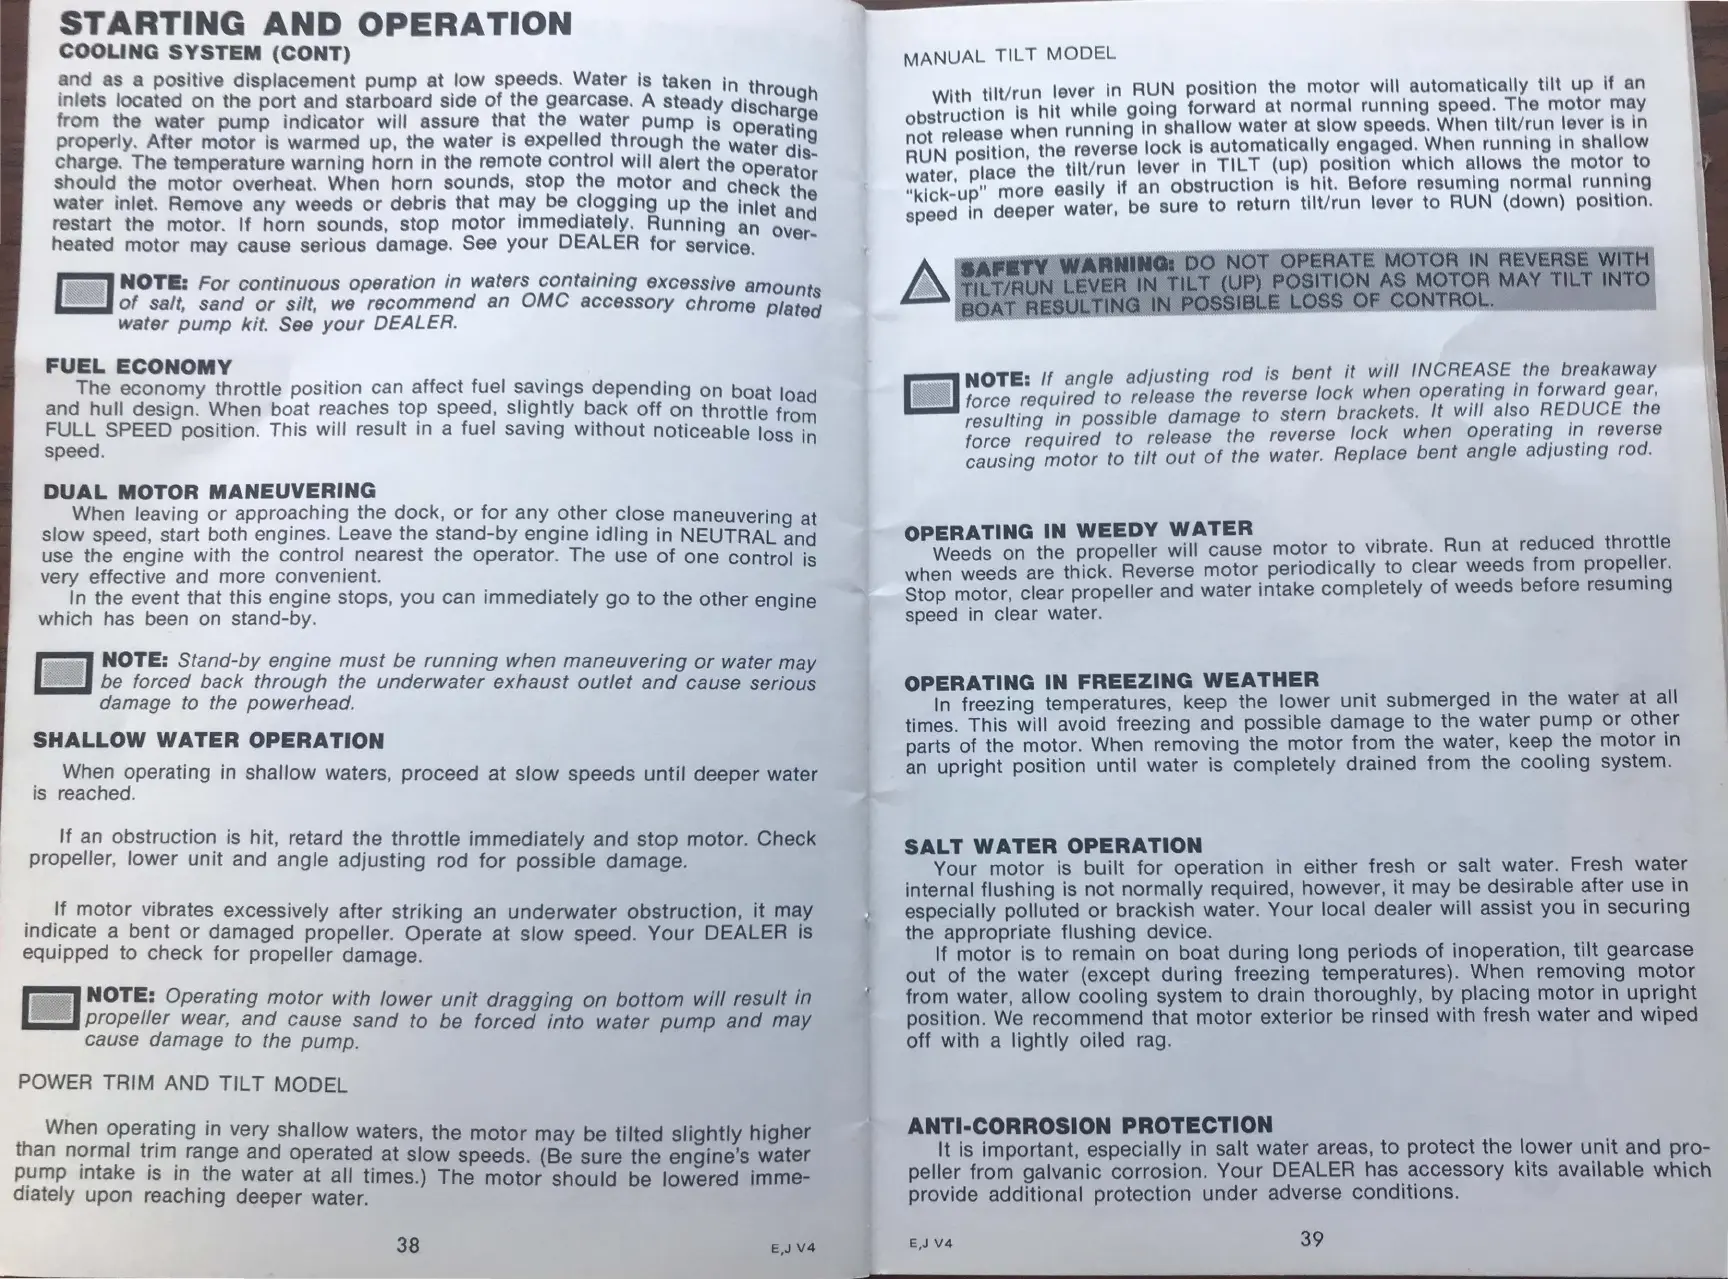 STARTING AND OPERATION
COOLING SYSTEM (CONT)
and as a positive displacement pump at low speeds. Water is taken in through
inlets located on the port and starboard side of the gearcase. A steady discharge
from the water pump indicator will assure that the water pump is operating
properly. After motor is warmed up, the water is expelled through the water dis-
charge. The temperature warning horn in the remote control will alert the operator
should the motor overheat. When horn sounds, stop the motor and check the
water inlet. Remove any weeds or debris that may be clogging up the inlet and
restart the motor. If horn sounds, stop motor immediately. Running an over-
heated motor may cause serious damage. See your DEALER for service.
NOTE: For continuous operation in waters containing excessive amounts
of salt, sand or silt, we recommend an OMC accessory chrome plated
water pump kit. See your DEALER.
FUEL ECONOMY
The economy throttle position can affect fuel savings depending on boat load
and hull design. When boat reaches top speed, slightly back off on throttle from
FULL SPEED position. This will result in a fuel saving without noticeable loss in
speed.
DUAL MOTOR MANEUVERING
When leaving or approaching the dock, or for any other close maneuvering at
slow speed, start both engines. Leave the stand-by engine idling in NEUTRAL and
use the engine with the control nearest the operator. The use of one control is
very effective and more convenient.
In the event that this engine stops, you can immediately go to the other engine
which has been on stand-by.
NOTE: Stand-by engine must be running when maneuvering or water may
be forced back through the underwater exhaust outlet and cause serious
damage to the powerhead.
SHALLOW WATER OPERATION
When operating in shallow waters, proceed at slow speeds until deeper water
is reached.
If an obstruction is hit, retard the throttle immediately and stop motor. Check
propeller, lower unit and angle adjusting rod for possible damage.
If motor vibrates excessively after striking an underwater obstruction, it may
indicate a bent or damaged propeller. Operate at slow speed. Your DEALER is
equipped to check for propeller damage.
NOTE: Operating motor with lower unit dragging on bottom will result in
propeller wear, and cause sand to be forced into water pump and may
cause damage to the pump.
POWER TRIM AND TILT MODEL
When operating in very shallow waters, the motor may be tilted slightly higher
than normal trim range and operated at slow speeds. (Be sure the engine's water
pump intake is in the water at all times.) The motor should be lowered imme-
diately upon reaching deeper water.
38
E,J V4
MANUAL TILT MODEL
With tilt/run lever in RUN position the motor will automatically tilt up if an
obstruction is hit while going forward at normal running speed. The motor may
not release when running in shallow water at slow speeds. When tilt/run lever is in
RUN position, the reverse lock is automatically engaged. When running in shallow
water, place the tilt/run lever in TILT (up) position which allows the motor to
"kick-up" more easily if an obstruction is hit. Before resuming normal running
speed in deeper water, be sure to return tilt/run lever to RUN (down) position.
SAFETY WARNING: DO NOT OPERATE MOTOR IN REVERSE WITH
TILT/RUN LEVER IN TILT (UP) POSITION AS MOTOR MAY TILT INTO
BOAT RESULTING IN POSSIBLE LOSS OF CONTROL.
NOTE: If angle adjusting rod is bent it will INCREASE the breakaway
force required to release the reverse lock when operating in forward gear,
resulting in possible damage to stern brackets. It will also REDUCE the
force required to release the reverse lock when operating in reverse
causing motor to tilt out of the water. Replace bent angle adjusting rod.
OPERATING IN WEEDY WATER
Weeds on the propeller will cause motor to vibrate. Run at reduced throttle
when weeds are thick. Reverse motor periodically to clear weeds from propeller.
Stop motor, clear propeller and water intake completely of weeds before resuming
speed in clear water.
OPERATING IN FREEZING WEATHER
In freezing temperatures, keep the lower unit submerged in the water at all
times. This will avoid freezing and possible damage to the water pump or other
parts of the motor. When removing the motor from the water, keep the motor in
an upright position until water is completely drained from the cooling system.
SALT WATER OPERATION
Your motor is built for operation in either fresh or salt water. Fresh water
internal flushing is not normally required, however, it may be desirable after use in
especially polluted or brackish water. Your local dealer will assist you in securing
the appropriate flushing device.
If motor is to remain on boat during long periods of inoperation, tilt gearcase
out of the water (except during freezing temperatures). When removing motor
from water, allow cooling system to drain thoroughly, by placing motor in upright
position. We recommend that motor exterior be rinsed with fresh water and wiped
off with a lightly oiled rag.
ANTI-CORROSION PROTECTION
It is important, especially in salt water areas, to protect the lower unit and pro-
peller from galvanic corrosion. Your DEALER has accessory kits available which
provide additional protection under adverse conditions.
E,J V4
39